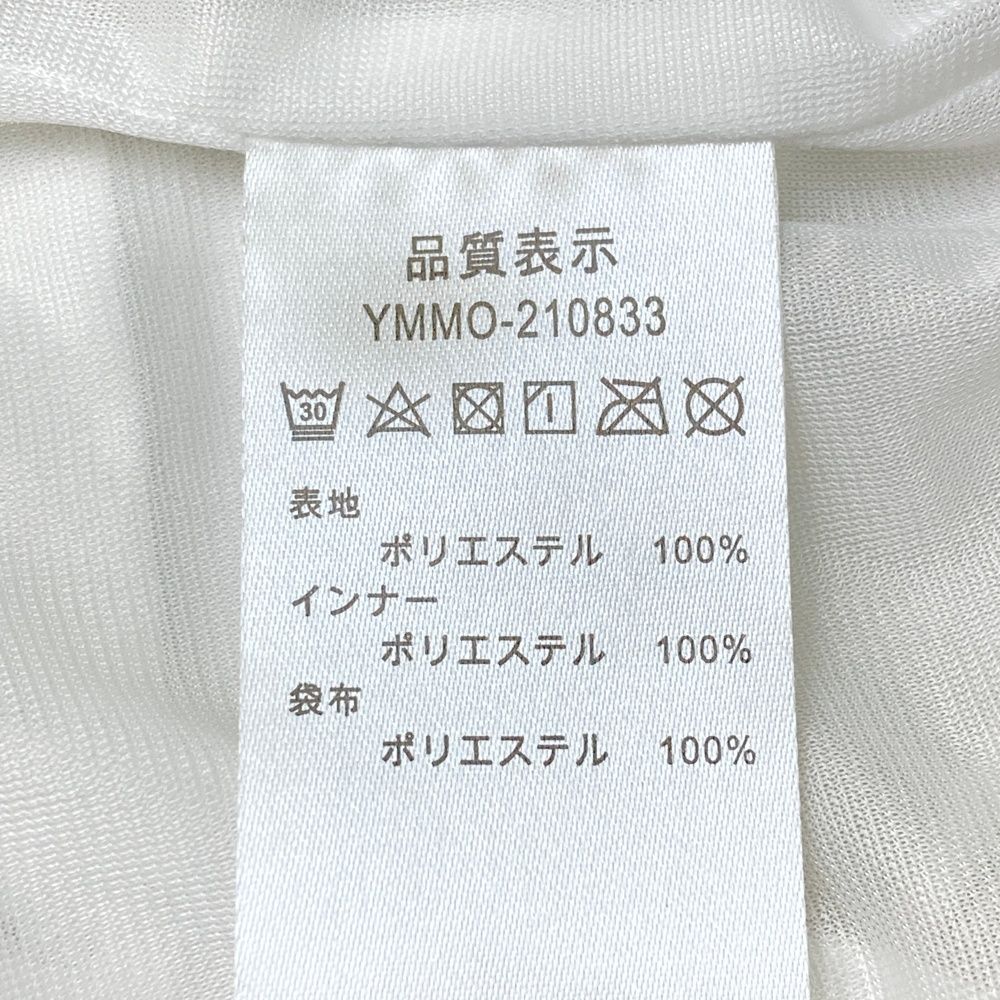 品質表示
YMMO-210833
30
表地
ポリエステル 100%
インナー
ポリエステル 100%
袋布
ポリエステル 100%